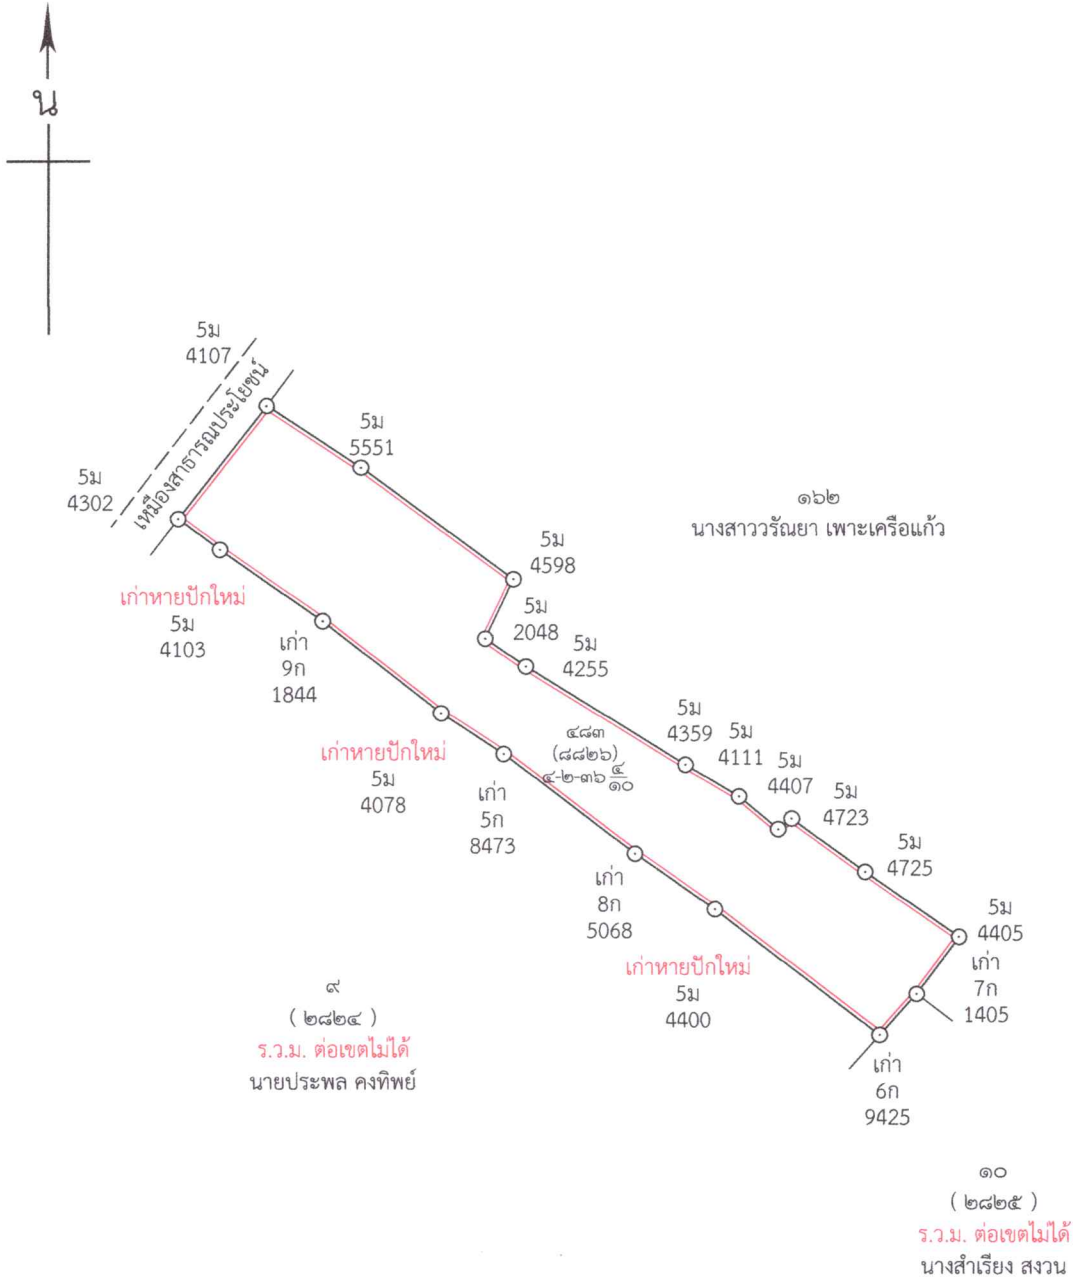 น
5ม
4107
เหมืองสาธารณประโยชน์
5ม
4302
5ม
5551
๑๖๒
นางสาววรัณยา เพาะเครือแก้ว
5ม
4598
5ม
2048
5ม
4255
เก่าหายปักใหม่
5ม
4103
เก่า
9ก
1844
5ม
4359
5ม
4111
5ม
4407
5ม
4723
5ม
4725
5ม
4405
๔๘๓
(๘๘๒๖)
๔-๒-๓๖ ๔/๑๐
เก่าหายปักใหม่
5ม
4078
เก่า
5ก
8473
เก่า
8ก
5068
เก่าหายปักใหม่
5ม
4400
เก่า
7ก
1405
เก่า
6ก
9425
๙
( ๒๘๒๔ )
ร.ว.ม. ต่อเขตไม่ได้
นายประพล คงทิพย์
๑๐
( ๒๘๒๕ )
ร.ว.ม. ต่อเขตไม่ได้
นางสำเรียง สงวน